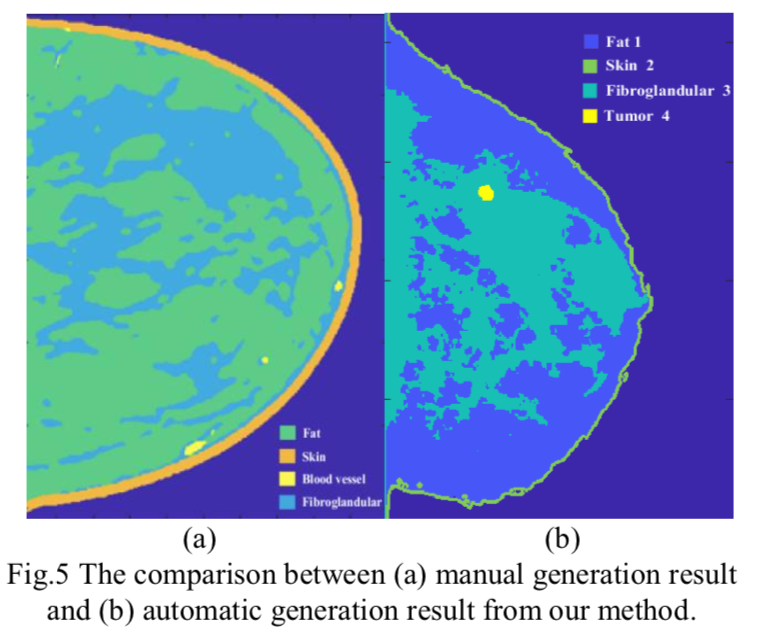 Fat 1
Skin 2
Fibroglandular 3
Tumor 4
Fat
Skin
Blood vessel
Fibroglandular
(a)
(b)
Fig.5 The comparison between (a) manual generation result
and (b) automatic generation result from our method.